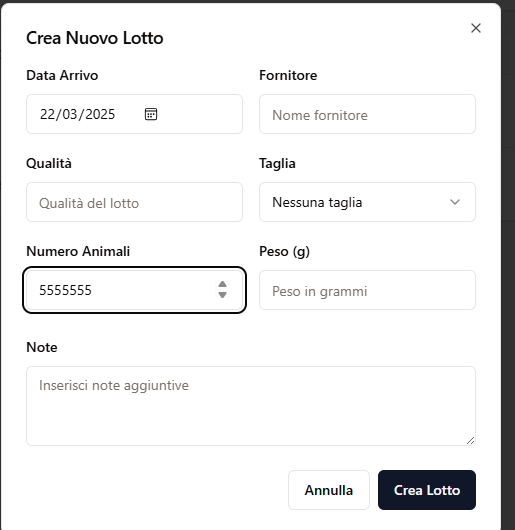 Crea Nuovo Lotto
Data Arrivo
Fornitore
22/03/2025
Nome fornitore
Qualità
Taglia
Qualità del lotto
Nessuna taglia
Numero Animali
Peso (g)
5555555
Peso in grammi
Note
Inserisci note aggiuntive
Annulla
Crea Lotto